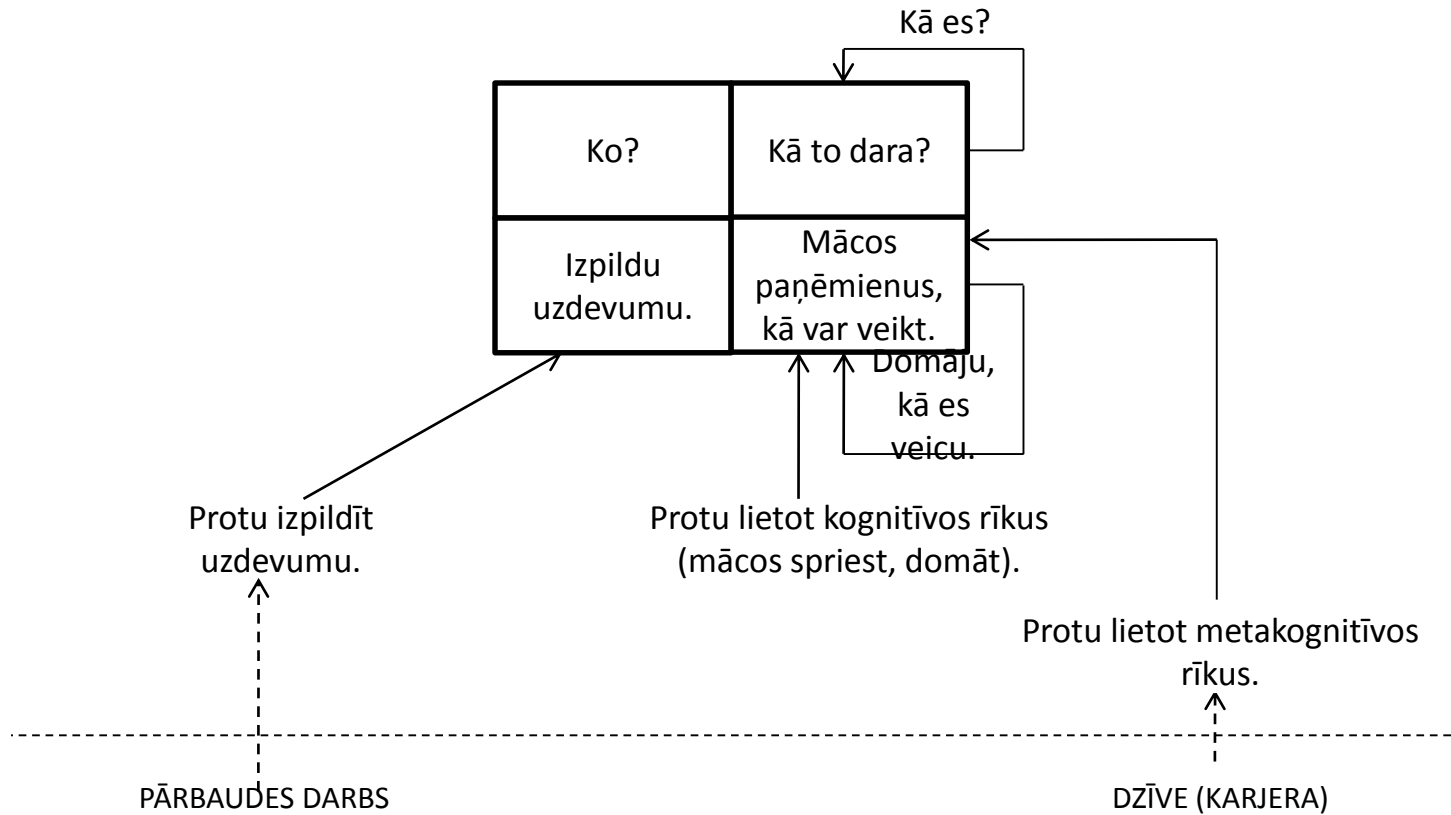 Kā es?
Ko?
Kā to dara?
Izpildu
uzdevumu.
Mācos
paņēmienus,
kā var veikt.
Domāju,
kā es
veicu.
Protu izpildīt
uzdevumu.
Protu lietot kognitīvos rīkus
(mācos spriest, domāt).
Protu lietot metakognitīvos
rīkus.
PĀRBAUDES DARBS
DZĪVE (KARJERA)